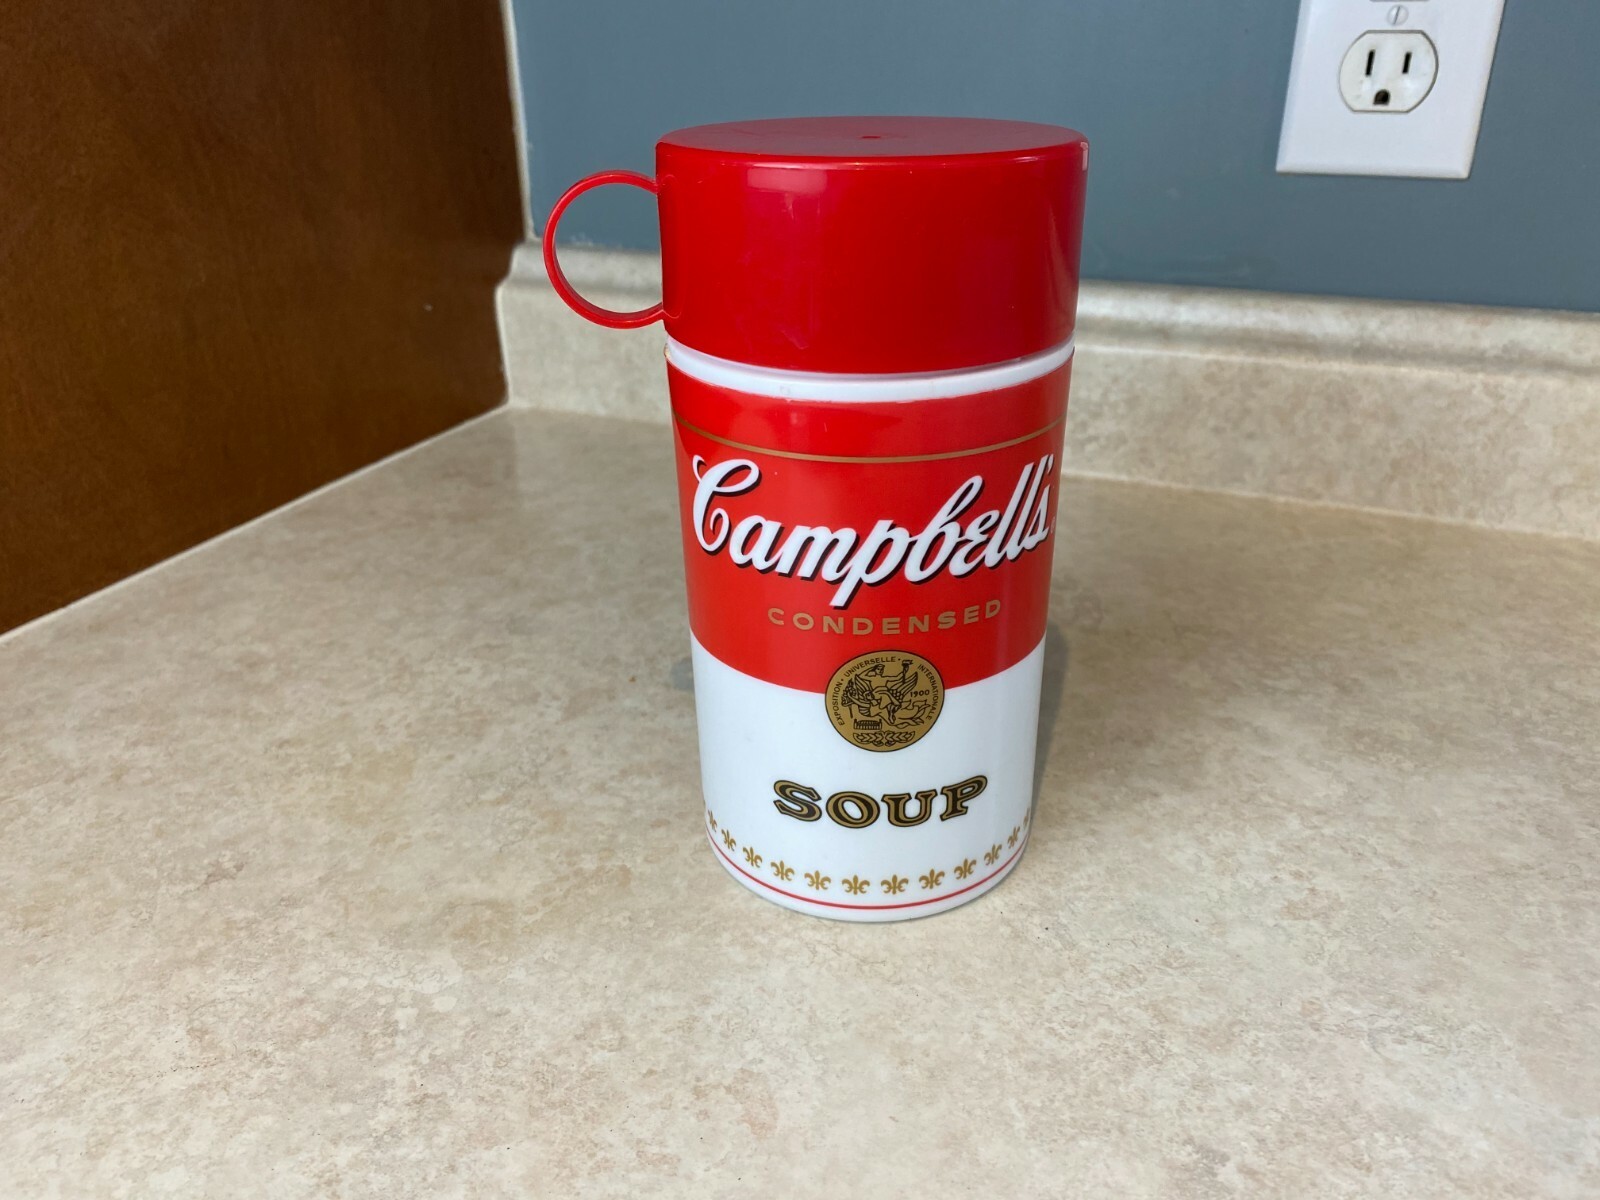 Campbell's
CONDENSED
EXPOSITION • UNIVERSELLE • INTERNATIONALE
1900
SOUP